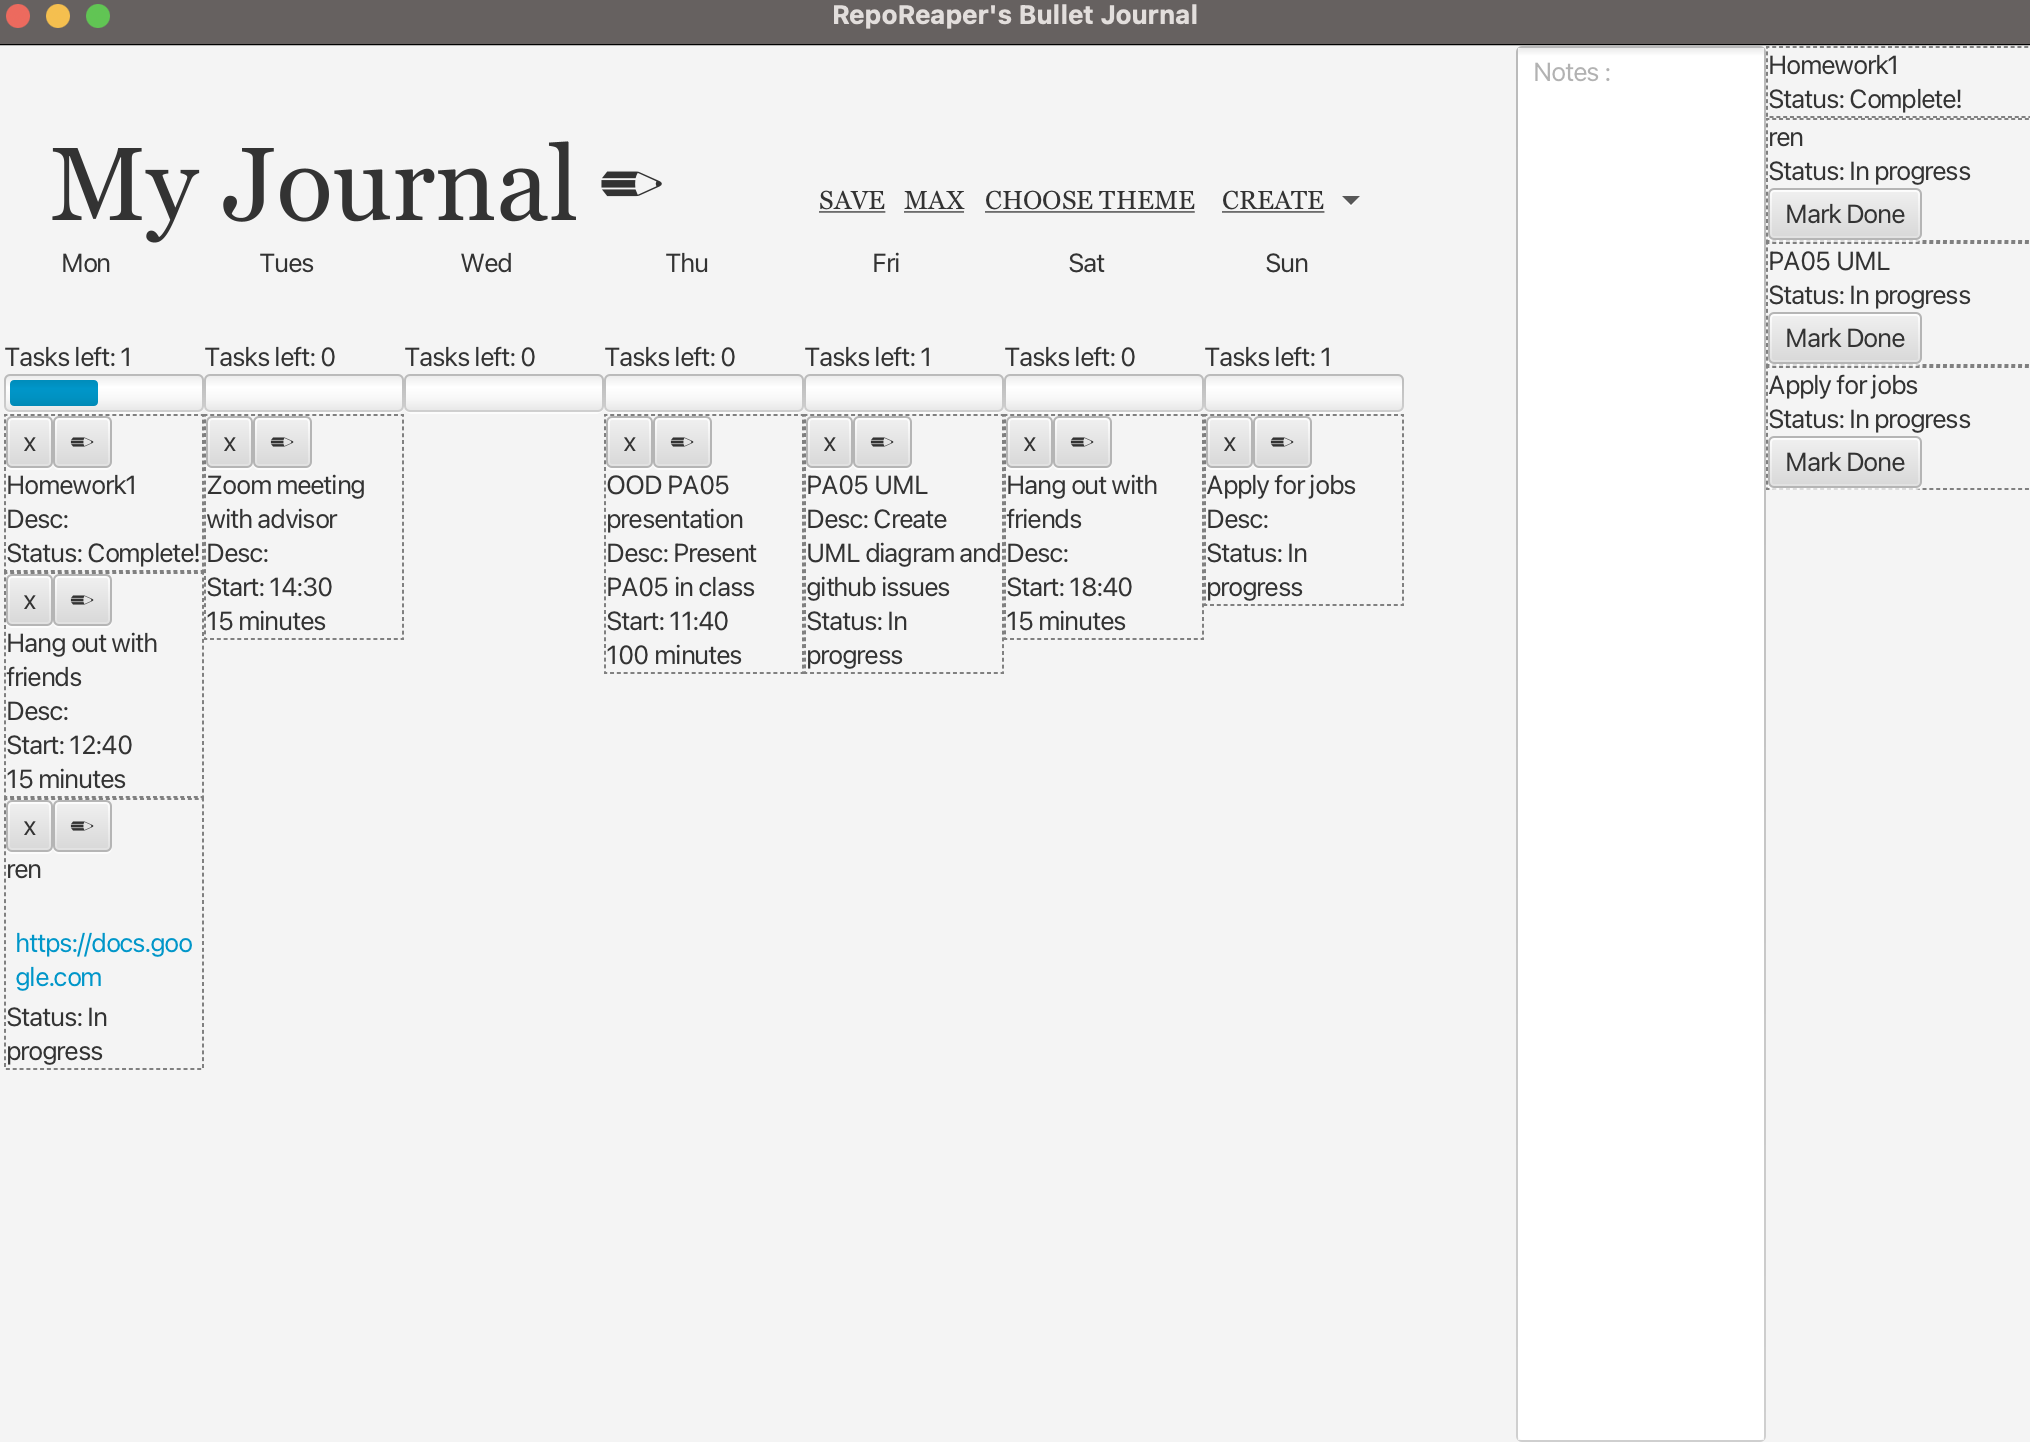 RepoReaper's Bullet Journal
My Journal ✏
SAVE MAX CHOOSE THEME CREATE
Mon Tues Wed Thu Fri Sat Sun
Tasks left: 1
Tasks left: 0
Tasks left: 0
Tasks left: 0
Tasks left: 1
Tasks left: 0
Tasks left: 1
x ✏
Homework1
Desc:
Status: Complete!
x ✏
Hang out with
friends
Desc:
Start: 12:40
15 minutes
x ✏
ren
https://docs.goo
gle.com
Status: In
progress
x ✏
Zoom meeting
with advisor
Desc:
Start: 14:30
15 minutes
x ✏
OOD PA05
presentation
Desc: Present
PA05 in class
Start: 11:40
100 minutes
x ✏
PA05 UML
Desc: Create
UML diagram and
github issues
Status: In
progress
x ✏
Hang out with
friends
Desc:
Start: 18:40
15 minutes
x ✏
Apply for jobs
Desc:
Status: In
progress
Notes :
Homework1
Status: Complete!
ren
Status: In progress
Mark Done
PA05 UML
Status: In progress
Mark Done
Apply for jobs
Status: In progress
Mark Done